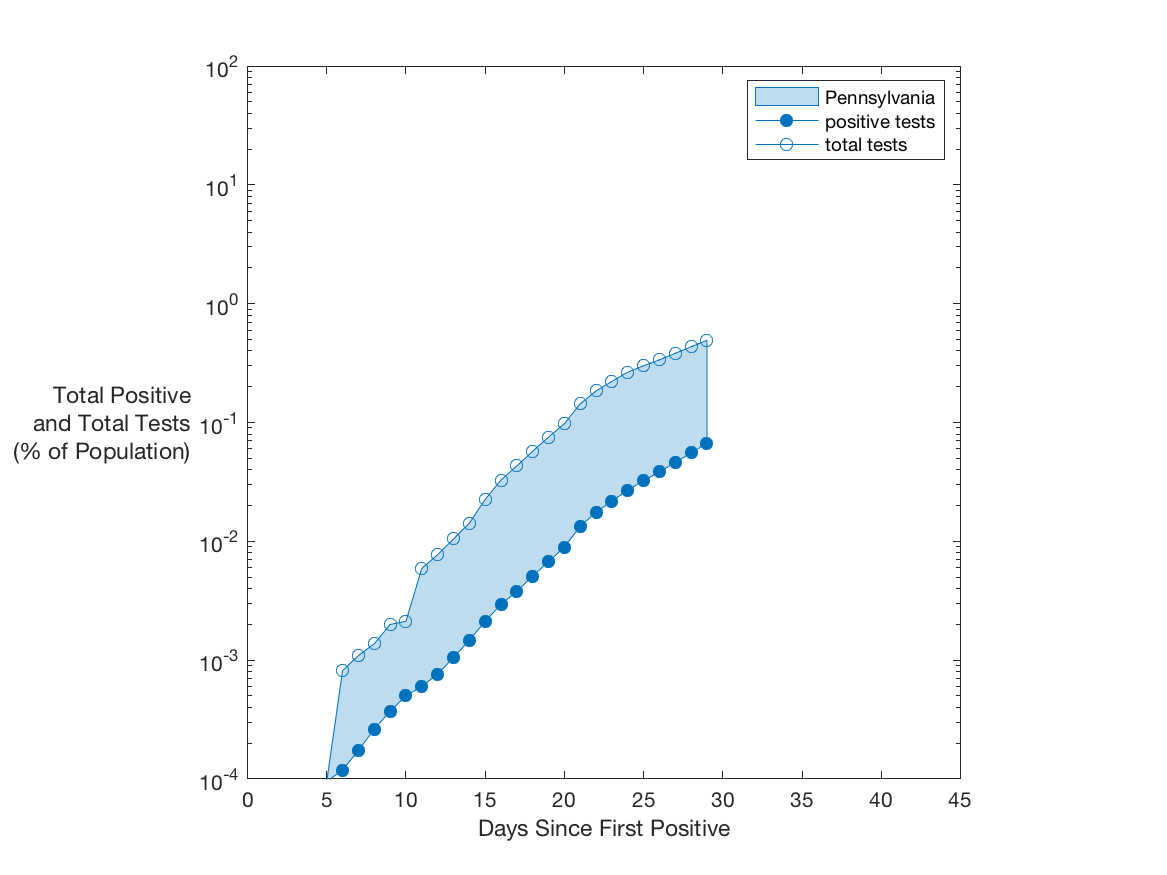 10^2
10^1
10^0
10^-1
10^-2
10^-3
10^-4
Total Positive
and Total Tests
(% of Population)
Pennsylvania
positive tests
total tests
0 5 10 15 20 25 30 35 40 45
Days Since First Positive